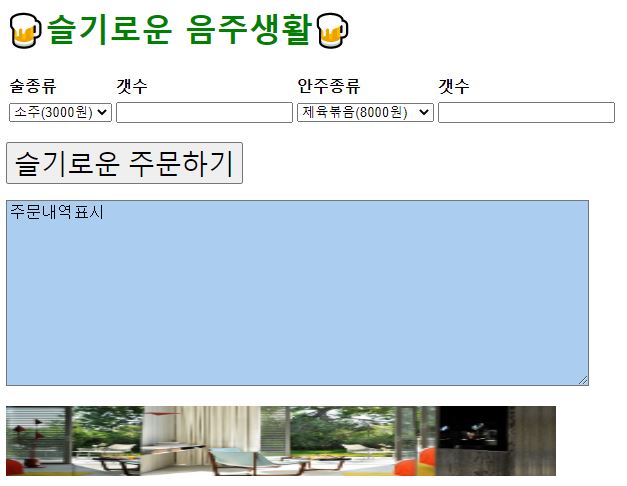 슬기로운 음주생활
술종류 갯수 안주종류 갯수
소주(3000원) 제육볶음(8000원)
슬기로운 주문하기
주문내역표시